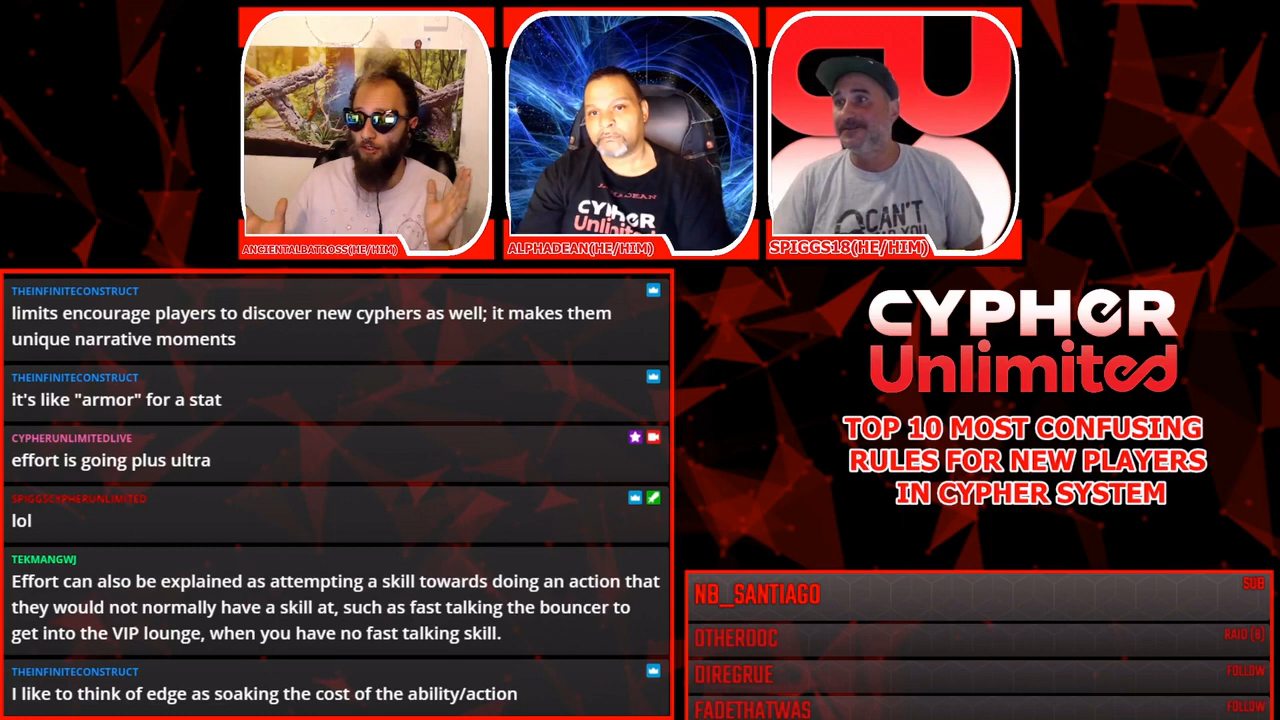 ANCIENTALBATROSS(HE/HIM)
ALPHADEAN(HE/HIM)
CYPHER
Unlimited
SPIGGS18(HE/HIM)
CAN'T
THEINFINITECONSTRUCT
limits encourage players to discover new cyphers as well; it makes them
unique narrative moments
THEINFINITECONSTRUCT
it's like "armor" for a stat
CYPHERUNLIMITEDLIVE
effort is going plus ultra
SPIGGSCYPHERUNLIMITED
lol
TEKMANGWJ
Effort can also be explained as attempting a skill towards doing an action that
they would not normally have a skill at, such as fast talking the bouncer to
get into the VIP lounge, when you have no fast talking skill.
THEINFINITECONSTRUCT
I like to think of edge as soaking the cost of the ability/action
CYPHER
Unlimited
TOP 10 MOST CONFUSING
RULES FOR NEW PLAYERS
IN CYPHER SYSTEM
NB_SANTIAGO SUB
OTHERDOC RAID (8)
DIREGRUE FOLLOW
FADETHATWAS FOLLOW